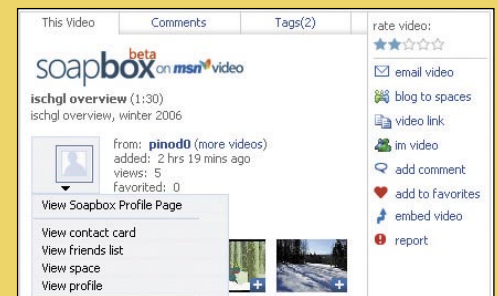 This Video Comments Tags(2)
beta
soapbox on msn video
ischgl overview (1:30)
ischgl overview, winter 2006
from: pinod0 (more videos)
added: 2 hrs 19 mins ago
views: 5
favorited: 0
View Soapbox Profile Page
View contact card
View friends list
View space
View profile
rate video:
email video
blog to spaces
video link
im video
add comment
add to favorites
embed video
report